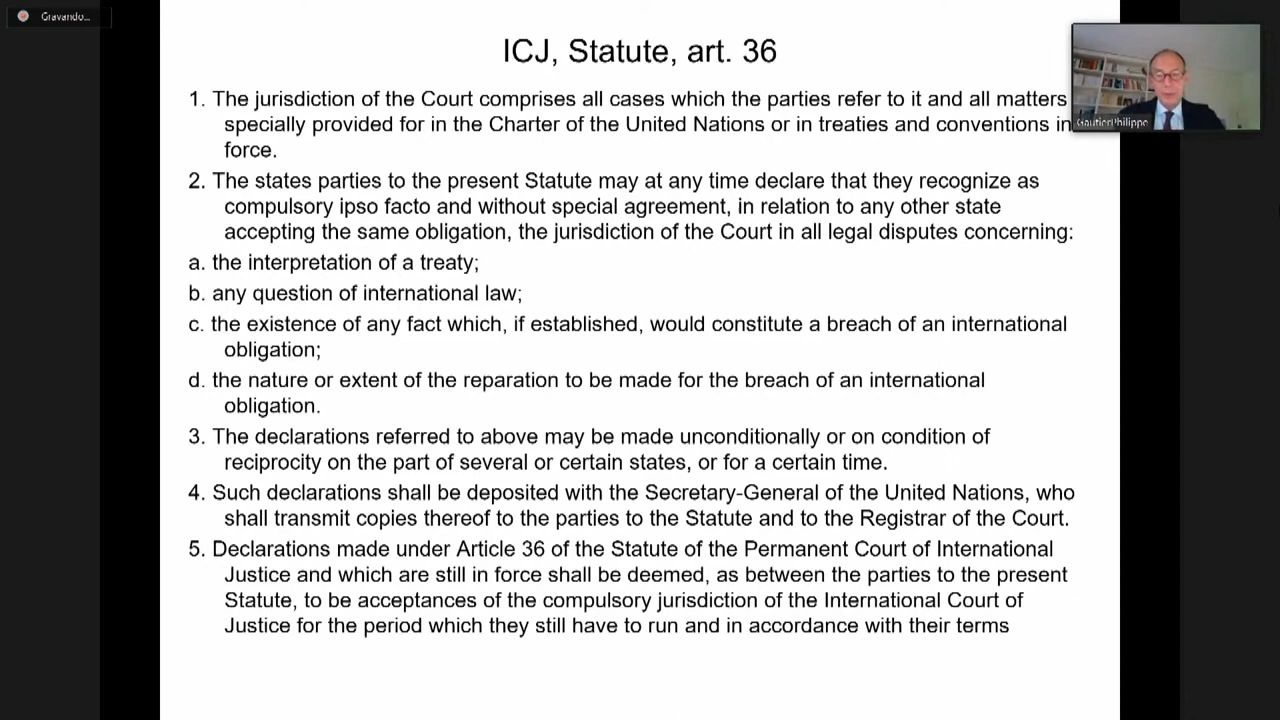 Gravando...
ICJ, Statute, art. 36
1. The jurisdiction of the Court comprises all cases which the parties refer to it and all matters
specially provided for in the Charter of the United Nations or in treaties and conventions in
force.
2. The states parties to the present Statute may at any time declare that they recognize as
compulsory ipso facto and without special agreement, in relation to any other state
accepting the same obligation, the jurisdiction of the Court in all legal disputes concerning:
a. the interpretation of a treaty;
b. any question of international law;
c. the existence of any fact which, if established, would constitute a breach of an international
obligation;
d. the nature or extent of the reparation to be made for the breach of an international
obligation.
3. The declarations referred to above may be made unconditionally or on condition of
reciprocity on the part of several or certain states, or for a certain time.
4. Such declarations shall be deposited with the Secretary-General of the United Nations, who
shall transmit copies thereof to the parties to the Statute and to the Registrar of the Court.
5. Declarations made under Article 36 of the Statute of the Permanent Court of International
Justice and which are still in force shall be deemed, as between the parties to the present
Statute, to be acceptances of the compulsory jurisdiction of the International Court of
Justice for the period which they still have to run and in accordance with their terms
GautierPhilippe